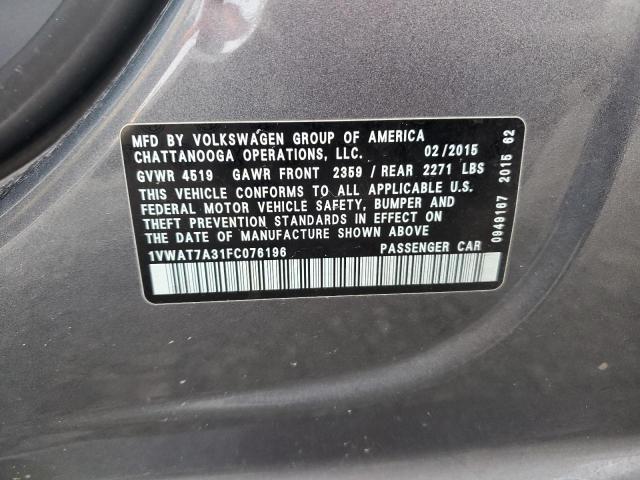 MFD BY VOLKSWAGEN GROUP OF AMERICA
CHATTANOOGA OPERATIONS, LLC. 02/2015
GVWR 4519 GAWR FRONT 2359 / REAR 2271 LBS
THIS VEHICLE CONFORMS TO ALL APPLICABLE U.S.
FEDERAL MOTOR VEHICLE SAFETY, BUMPER AND
THEFT PREVENTION STANDARDS IN EFFECT ON
THE DATE OF MANUFACTURE SHOWN ABOVE
1VWAT7A31FC076196 PASSENGER CAR
0949167 2015 62